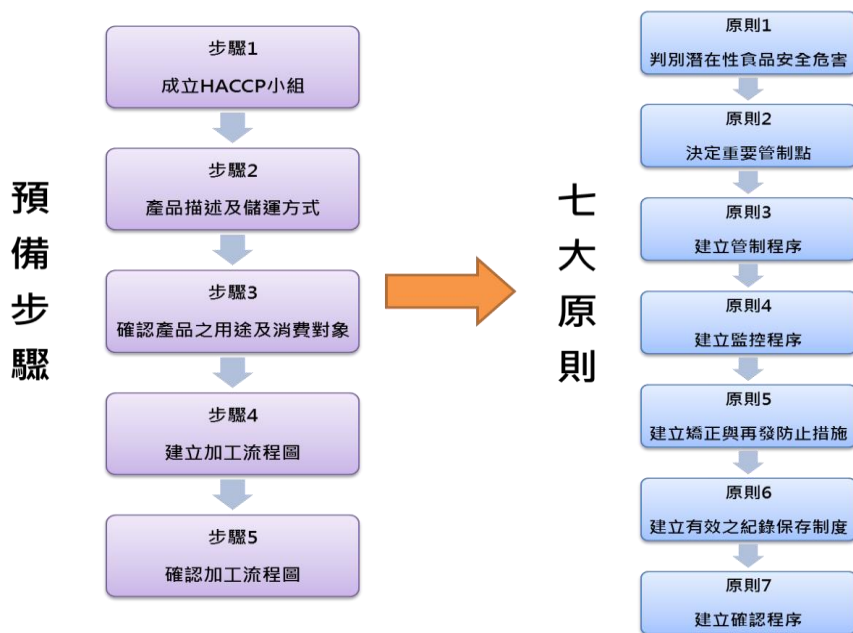 預備步驟
步驟1
成立HACCP小組
步驟2
產品描述及儲運方式
步驟3
確認產品之用途及消費對象
步驟4
建立加工流程圖
步驟5
確認加工流程圖
七大原則
原則1
判別潛在性食品安全危害
原則2
決定重要管制點
原則3
建立管制程序
原則4
建立監控程序
原則5
建立矯正與再發防止措施
原則6
建立有效之紀錄保存制度
原則7
建立確認程序